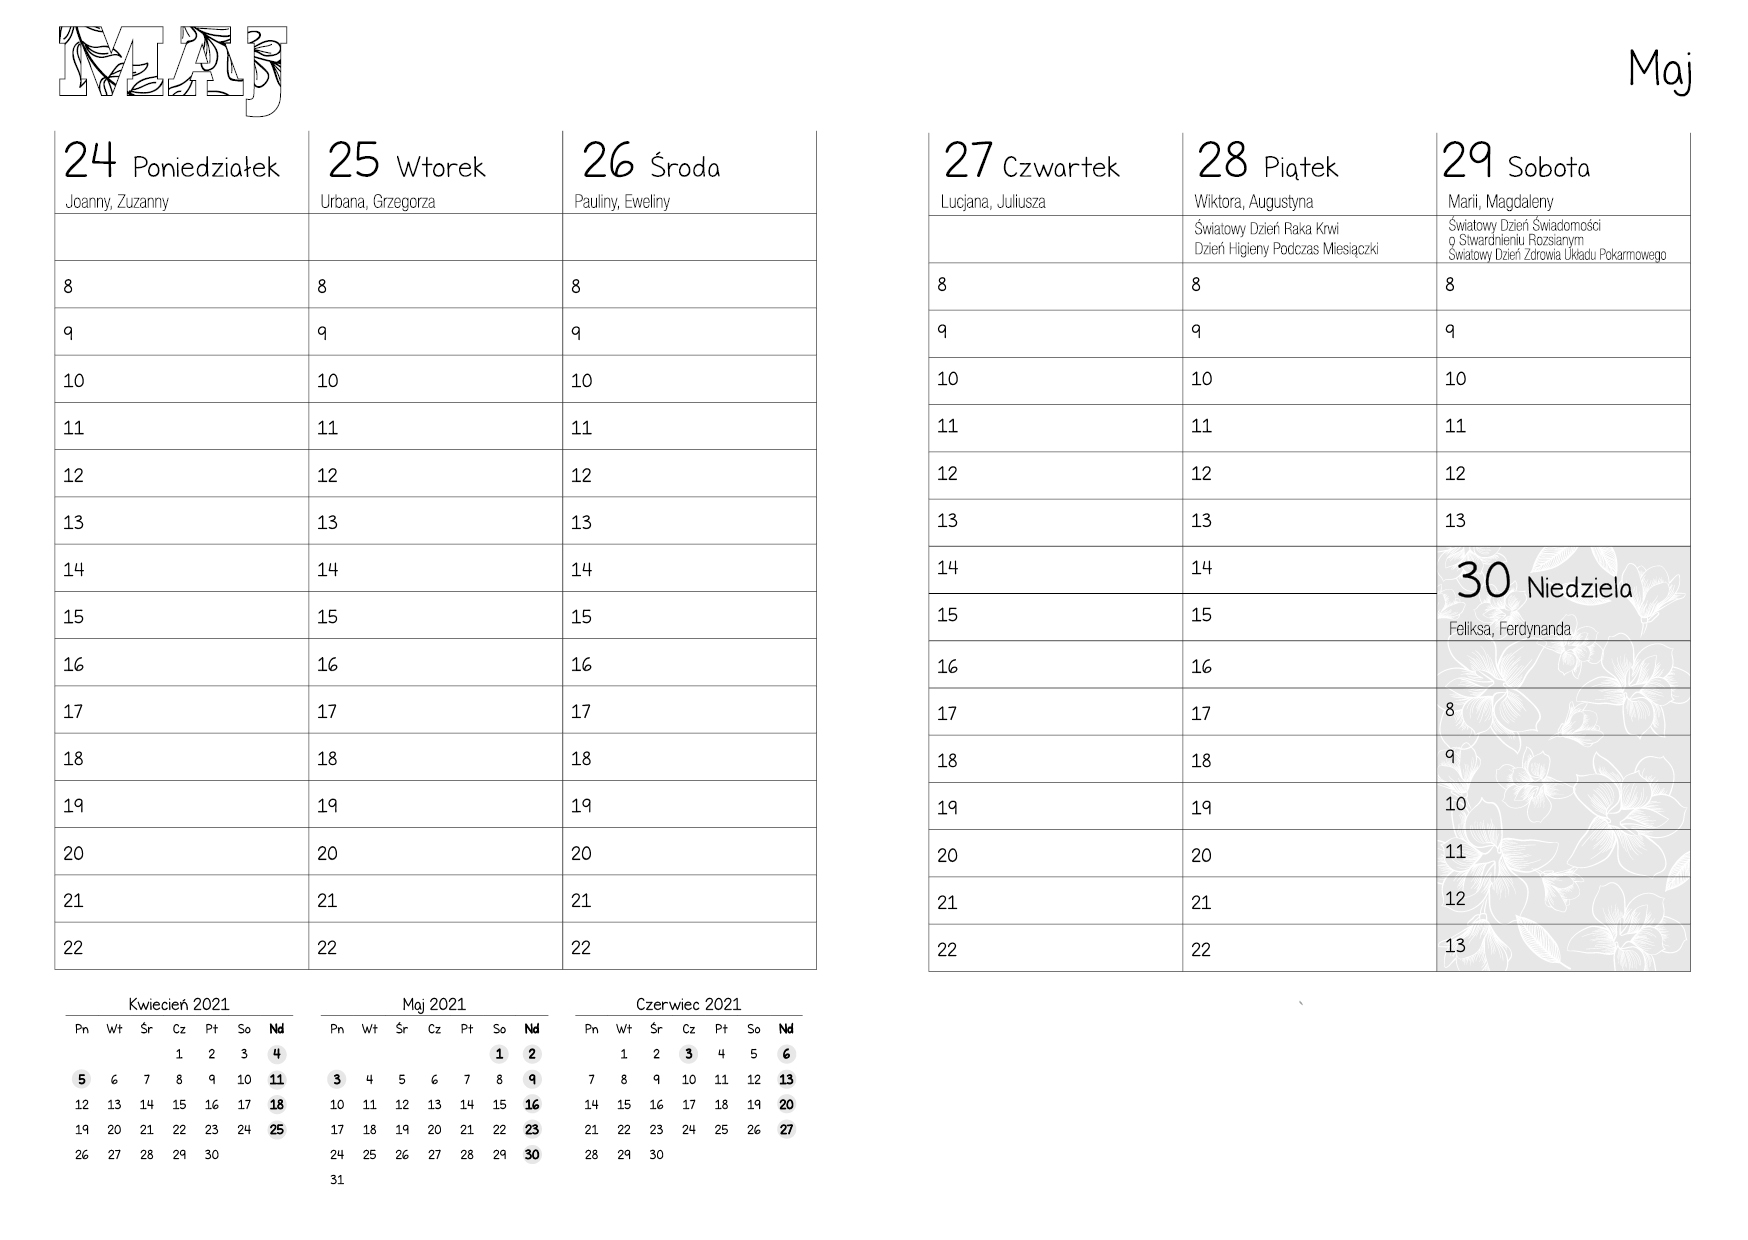 MAJ
Maj
24 Poniedziałek
Joanny, Zuzanny
8
9
10
11
12
13
14
15
16
17
18
19
20
21
22
25 Wtorek
Urbana, Grzegorza
8
9
10
11
12
13
14
15
16
17
18
19
20
21
22
26 Środa
Pauliny, Eweliny
8
9
10
11
12
13
14
15
16
17
18
19
20
21
22
27 Czwartek
Lucjana, Juliusza
8
9
10
11
12
13
14
15
16
17
18
19
20
21
22
28 Piątek
Wiktora, Augustyna
Światowy Dzień Raka Krwi
Dzień Higieny Podczas Miesiączki
8
9
10
11
12
13
14
15
16
17
18
19
20
21
22
29 Sobota
Marii, Magdaleny
Światowy Dzień Świadomości
o Stwardnieniu Rozsianym
Światowy Dzień Zdrowia Układu Pokarmowego
8
9
10
11
12
13
30 Niedziela
Feliksa, Ferdynanda
8
9
10
11
12
13
Kwiecień 2021
Pn Wt Śr Cz Pt So Nd
1 2 3 4
5 6 7 8 9 10 11
12 13 14 15 16 17 18
19 20 21 22 23 24 25
26 27 28 29 30
Maj 2021
Pn Wt Śr Cz Pt So Nd
1 2
3 4 5 6 7 8 9
10 11 12 13 14 15 16
17 18 19 20 21 22 23
24 25 26 27 28 29 30
31
Czerwiec 2021
Pn Wt Śr Cz Pt So Nd
1 2 3 4 5 6
7 8 9 10 11 12 13
14 15 16 17 18 19 20
21 22 23 24 25 26 27
28 29 30